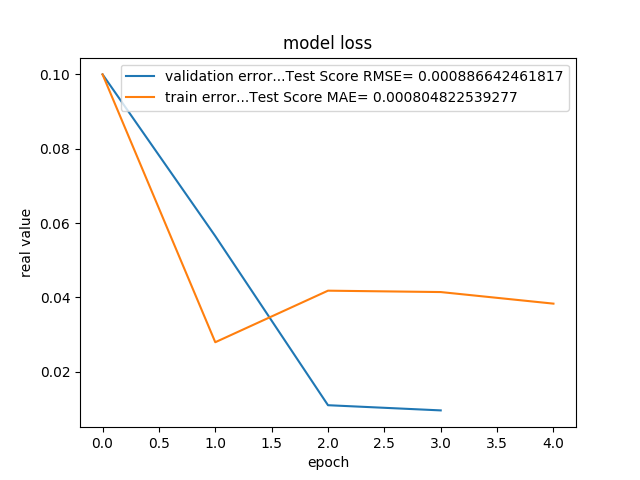 model loss
validation error...Test Score RMSE= 0.000886642461817
train error...Test Score MAE= 0.000804822539277
0.10
0.08
0.06
0.04
0.02
real value
0.0 0.5 1.0 1.5 2.0 2.5 3.0 3.5 4.0
epoch